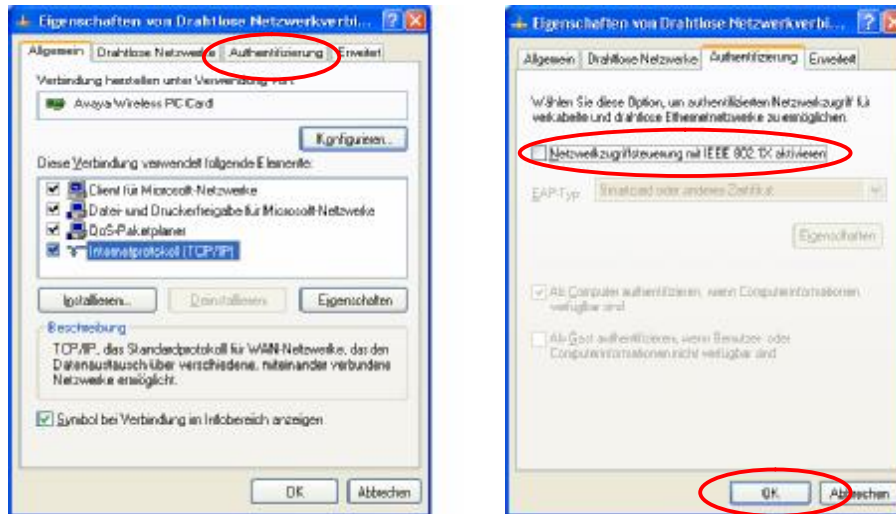 Eigenschaften von Drahtlose Netzwerkverbi...
Allgemein
Drahtlose Netzwerke
Authentifizierung
Erweitert
Verbindung herstellen unter Verwendung von:
Avaya Wireless PC Card
Konfigurieren...
Diese Verbindung verwendet folgende Elemente:
Client für Microsoft-Netzwerke
Datei- und Druckerfreigabe für Microsoft-Netzwerke
QoS-Paketplaner
Internetprotokoll (TCP/IP)
Installieren...
Deinstallieren
Eigenschaften
Beschreibung
TCP/IP, das Standardprotokoll für WAN-Netzwerke, das den
Datenaustausch über verschiedene, miteinander verbundene
Netzwerke ermöglicht.
Symbol bei Verbindung im Infobereich anzeigen
OK
Abbrechen
Eigenschaften von Drahtlose Netzwerkverbi...
Allgemein
Drahtlose Netzwerke
Authentifizierung
Erweitert
Wählen Sie diese Option, um authentifizierten Netzwerkzugriff für
verkabelte und drahtlose Ethernetnetzwerke zu ermöglichen.
Netzwerkzugriffsteuerung mit IEEE 802.1X aktivieren
EAP-Typ:
Smartcard oder anderes Zertifikat
Eigenschaften
Als Computer authentifizieren, wenn Computerinformationen
verfügbar sind
Als Gast authentifizieren, wenn Benutzer- oder
Computerinformationen nicht verfügbar sind
OK
Abbrechen